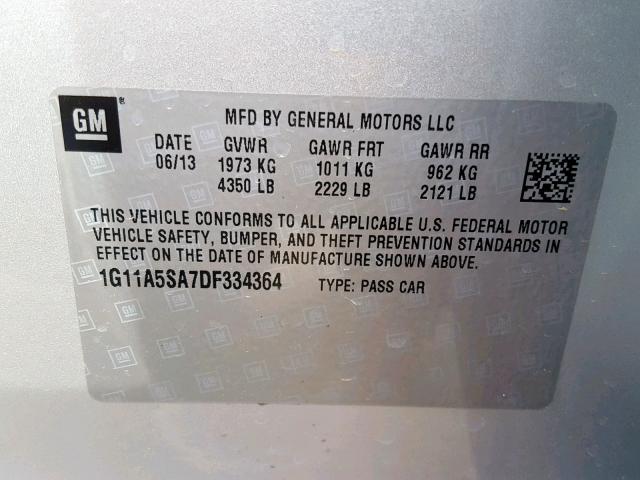 GM®
MFD BY GENERAL MOTORS LLC
DATE GVWR GAWR FRT GAWR RR
06/13 1973 KG 1011 KG 962 KG
4350 LB 2229 LB 2121 LB
THIS VEHICLE CONFORMS TO ALL APPLICABLE U.S. FEDERAL MOTOR
VEHICLE SAFETY, BUMPER, AND THEFT PREVENTION STANDARDS IN
EFFECT ON THE DATE OF MANUFACTURE SHOWN ABOVE.
1G11A5SA7DF334364 TYPE: PASS CAR